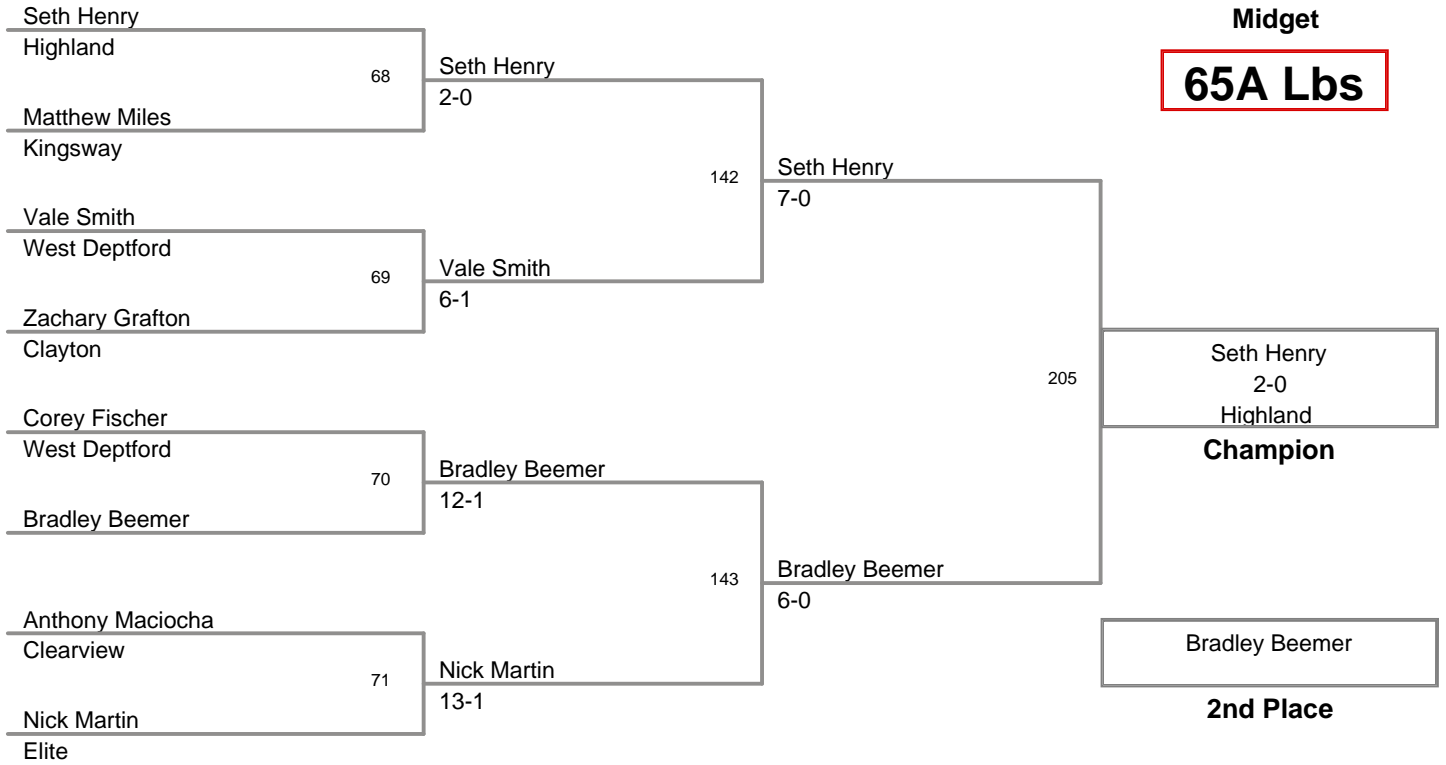 Seth Henry
Highland
68
Matthew Miles
Kingsway
Vale Smith
West Deptford
69
Zachary Grafton
Clayton
Corey Fischer
West Deptford
70
Bradley Beemer
Anthony Maciocha
Clearview
71
Nick Martin
Elite
Seth Henry
2-0
142
Vale Smith
6-1
Bradley Beemer
12-1
143
Nick Martin
13-1
Seth Henry
7-0
205
Bradley Beemer
6-0
Midget
65A Lbs
Seth Henry
2-0
Highland
Champion
Bradley Beemer
2nd Place